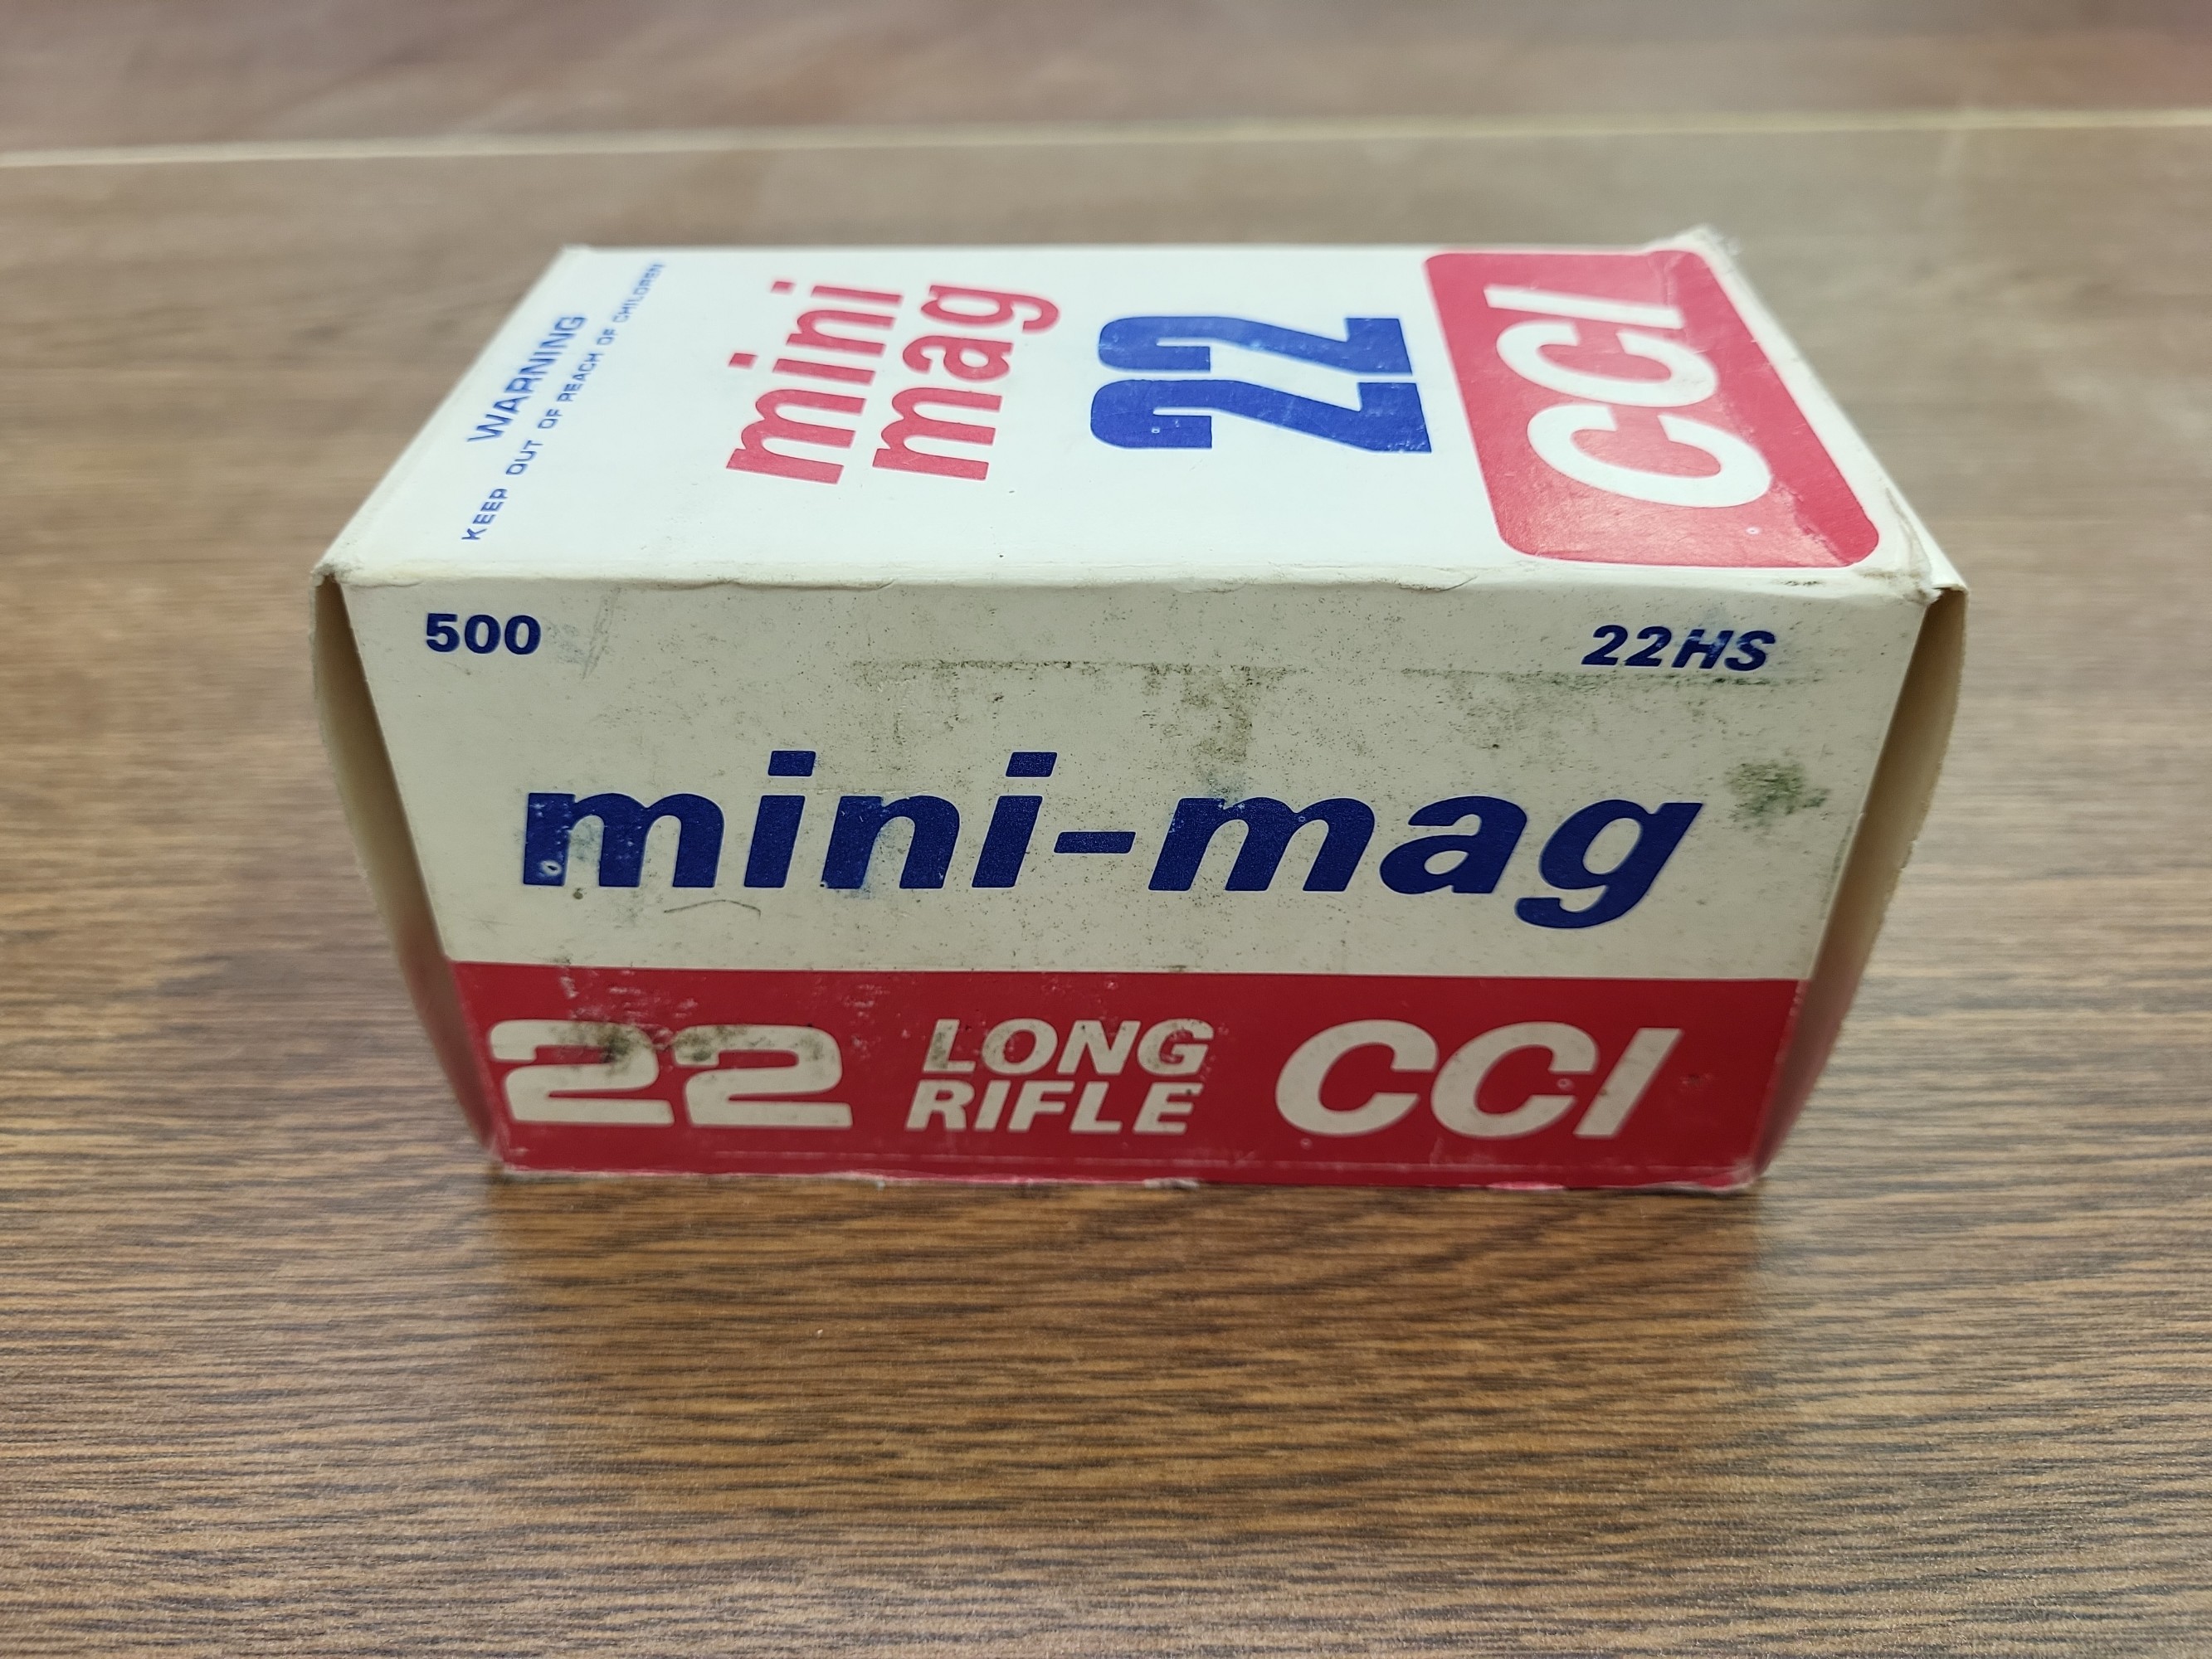 WARNING
KEEP OUT OF REACH OF CHILDREN
mini
mag
22
CCI
500
22HS
mini-mag
22 LONG RIFLE CCI